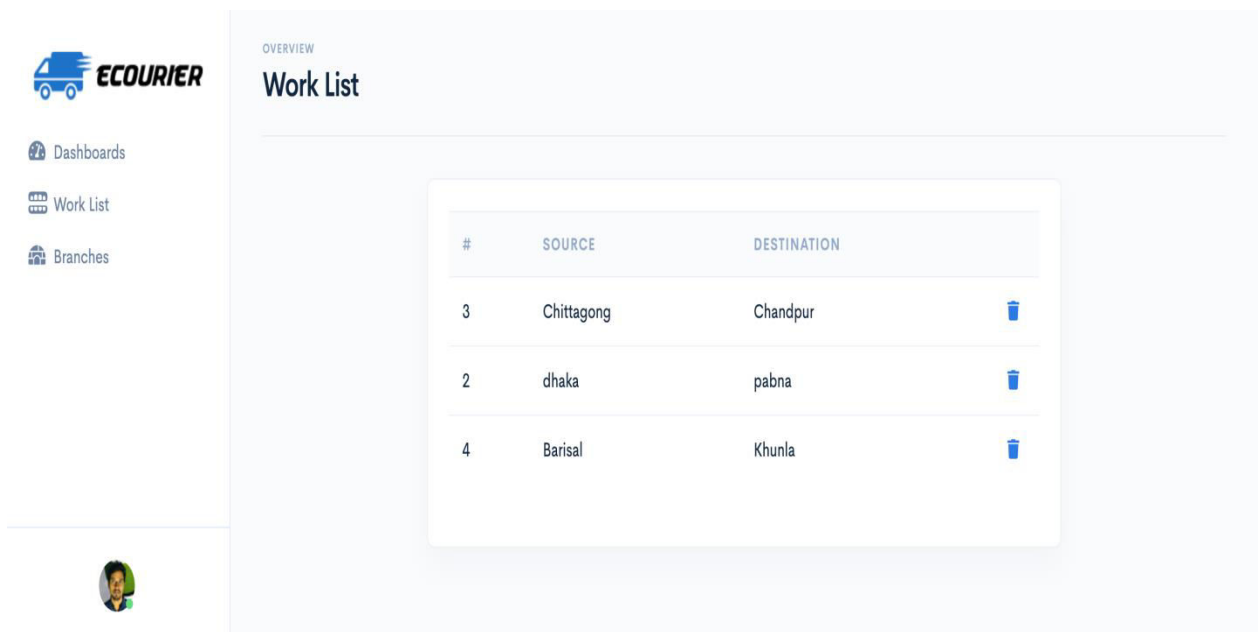 ECOURIER
Dashboards
Work List
Branches
OVERVIEW
Work List
# SOURCE DESTINATION
3 Chittagong Chandpur
2 dhaka pabna
4 Barisal Khunla